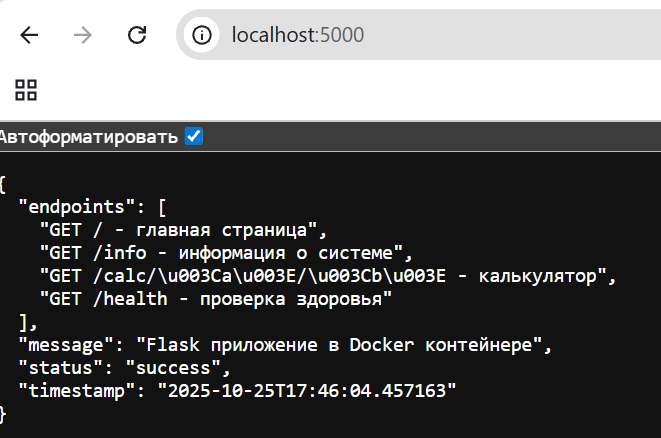 localhost:5000
Автоформатировать
{
"endpoints": [
"GET / - главная страница",
"GET /info - информация о системе",
"GET /calc/\u003Ca\u003E/\u003Cb\u003E - калькулятор",
"GET /health - проверка здоровья"
],
"message": "Flask приложение в Docker контейнере",
"status": "success",
"timestamp": "2025-10-25T17:46:04.457163"
}